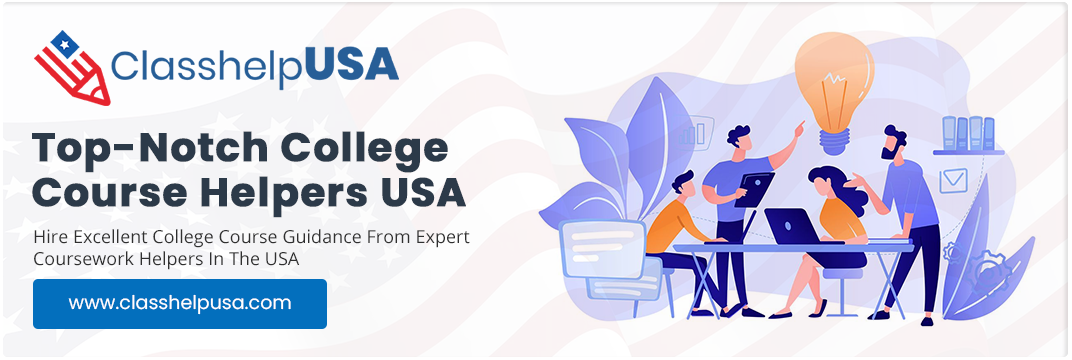 ClasshelpUSA
Top-Notch College
Course Helpers USA
Hire Excellent College Course Guidance From Expert
Coursework Helpers In The USA
www.classhelpusa.com